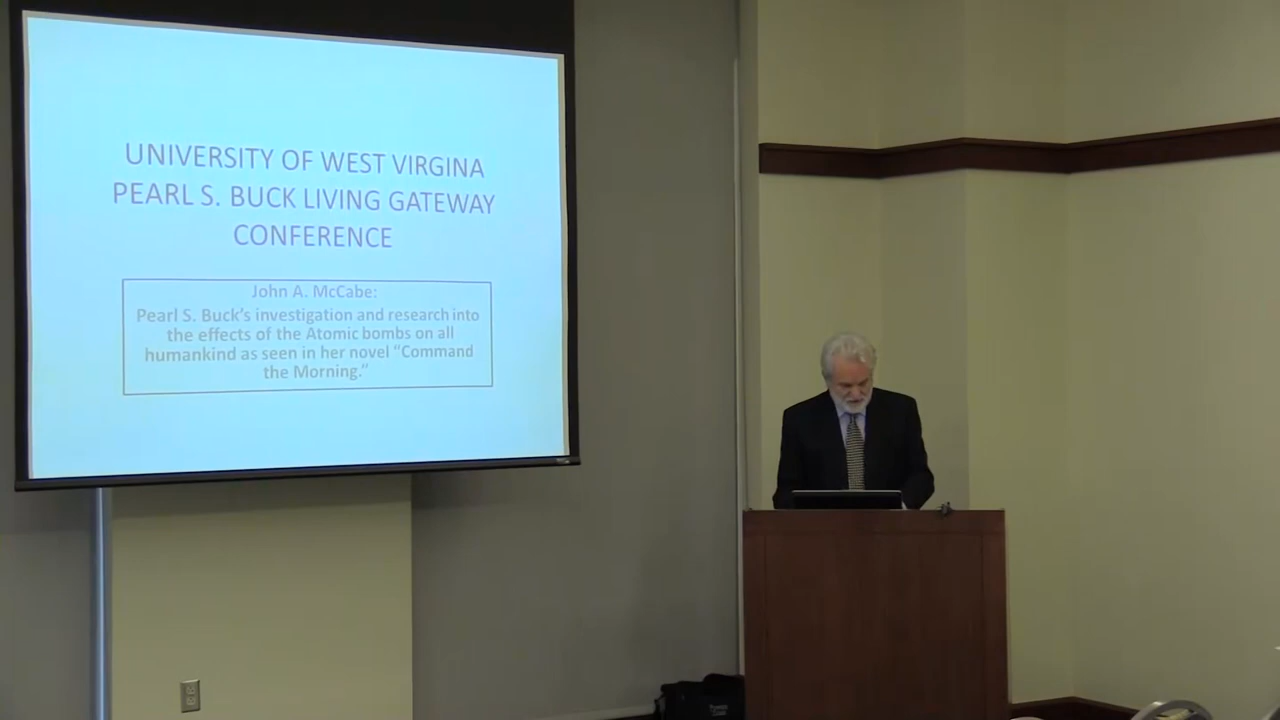 UNIVERSITY OF WEST VIRGINA
PEARL S. BUCK LIVING GATEWAY
CONFERENCE
John A. McCabe:
Pearl S. Buck's investigation and research into
the effects of the Atomic bombs on all
humankind as seen in her novel “Command
the Morning.”